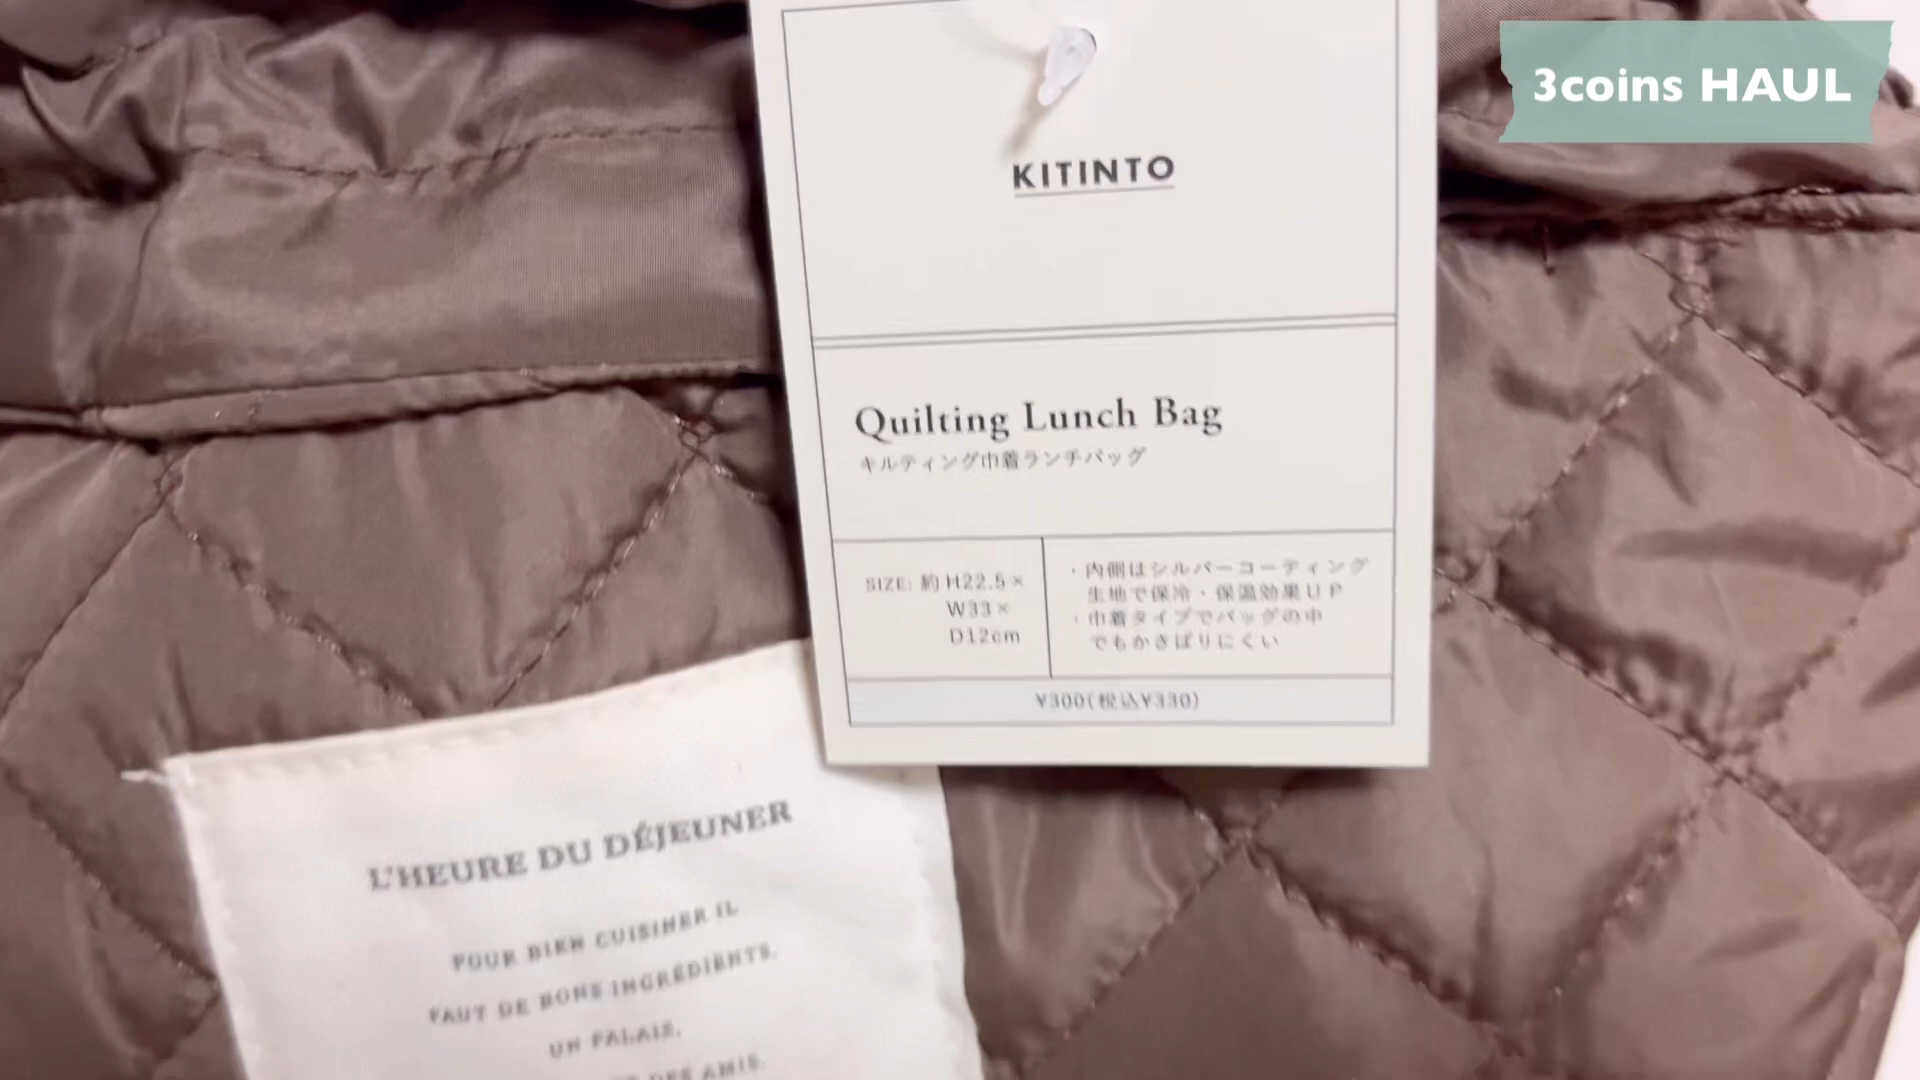 3coins HAUL
KITINTO
Quilting Lunch Bag
キルティング巾着ランチバッグ
SIZE: 約H22.5×
W33×
D12cm
・内側はシルバーコーティング
生地で保冷・保温効果UP
・巾着タイプでバッグの中
でもかさばりにくい
¥300(税込¥330)
L'HEURE DU DÉJEUNER
POUR BIEN CUISINER IL
FAUT DE BONS INGRÉDIENTS,
UN PALAIS,
DES AMIS.